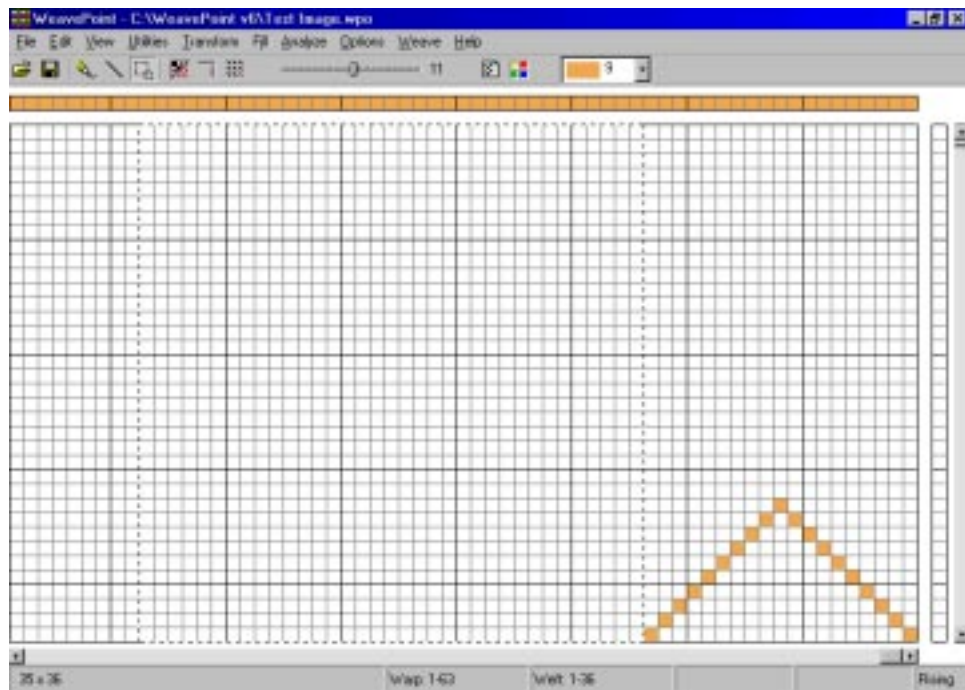 WeavePoint - C:\WeavePoint v6\Test Image.wpo
File Edit View Utilities Transform Fill Analyze Options Weave Help
11 9
35 x 36 Warp: 1-63 Weft: 1-36 Rising